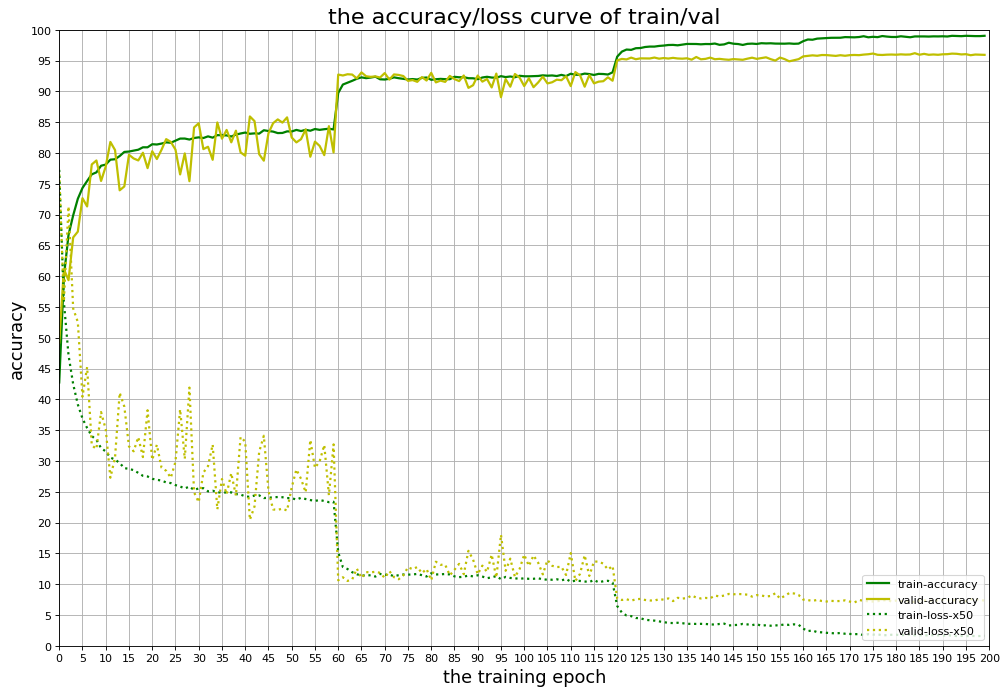 the accuracy/loss curve of train/val
100
95
90
85
80
75
70
65
60
55
50
45
40
35
30
25
20
15
10
5
0
accuracy
train-accuracy
valid-accuracy
train-loss-x50
valid-loss-x50
0 5 10 15 20 25 30 35 40 45 50 55 60 65 70 75 80 85 90 95 100 105 110 115 120 125 130 135 140 145 150 155 160 165 170 175 180 185 190 195 200
the training epoch